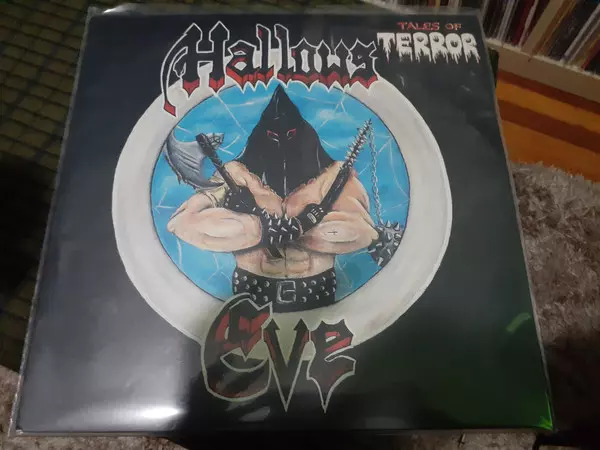 Hallows
TALES OF
TERROR
Eve